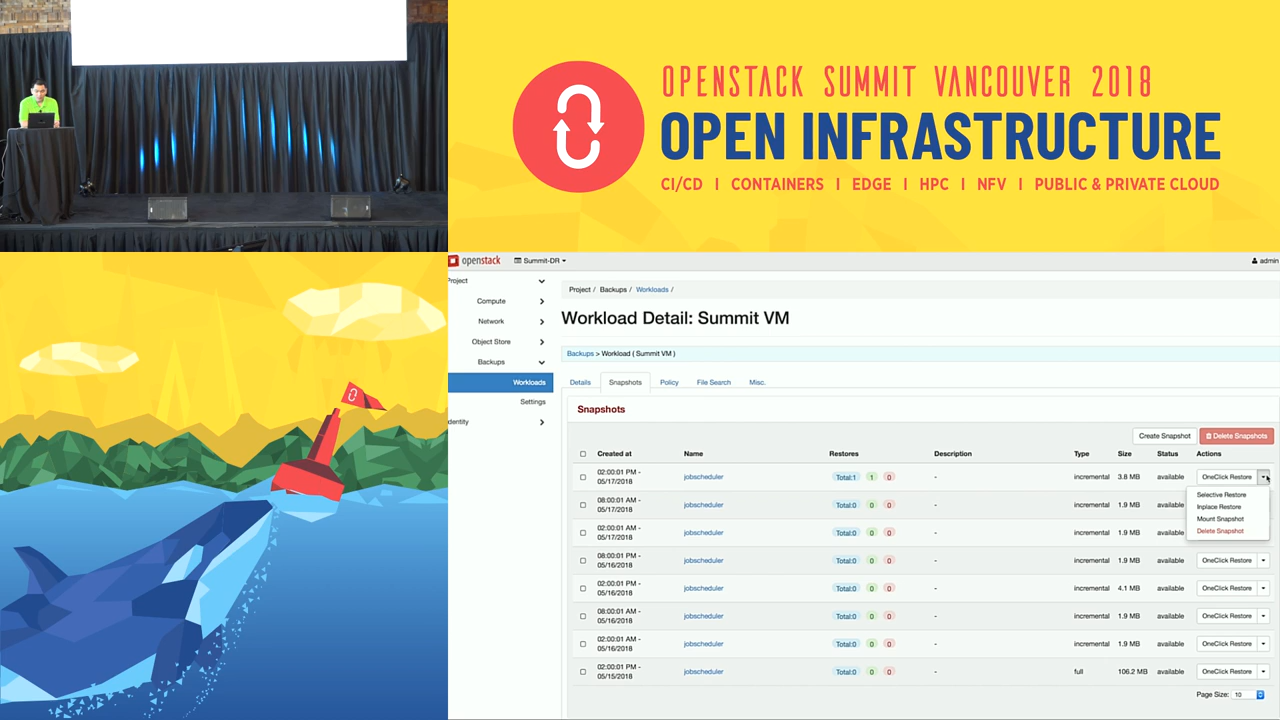 OPENSTACK SUMMIT VANCOUVER 2018
OPEN INFRASTRUCTURE
CI/CD | CONTAINERS | EDGE | HPC | NFV | PUBLIC & PRIVATE CLOUD
openstack Summit-DR admin
Project
Compute
Network
Object Store
Backups
Workloads
Settings
Identity
Project / Backups / Workloads /
Workload Detail: Summit VM
Backups > Workload ( Summit VM )
Details Snapshots Policy File Search Misc.
Snapshots
Create Snapshot Delete Snapshots
Created at Name Restores Description Type Size Status Actions
02:00:01 PM - 05/17/2018 jobscheduler Total:1 1 0 - incremental 3.8 MB available OneClick Restore
Selective Restore
Inplace Restore
Mount Snapshot
Delete Snapshot
08:00:01 AM - 05/17/2018 jobscheduler Total:0 0 0 - incremental 1.9 MB available
02:00:01 AM - 05/17/2018 jobscheduler Total:0 0 0 - incremental 1.9 MB available
08:00:01 PM - 05/16/2018 jobscheduler Total:0 0 0 - incremental 1.9 MB available OneClick Restore
02:00:01 PM - 05/16/2018 jobscheduler Total:0 0 0 - incremental 4.1 MB available OneClick Restore
08:00:01 AM - 05/16/2018 jobscheduler Total:0 0 0 - incremental 1.9 MB available OneClick Restore
02:00:01 AM - 05/16/2018 jobscheduler Total:0 0 0 - incremental 1.9 MB available OneClick Restore
02:00:01 PM - 05/15/2018 jobscheduler Total:0 0 0 - full 106.2 MB available OneClick Restore
Page Size: 10